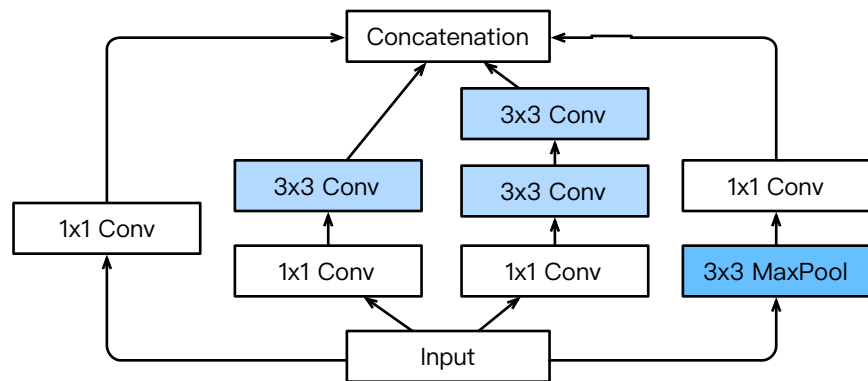 Concatenation
3x3 Conv
3x3 Conv
3x3 Conv
1x1 Conv
1x1 Conv
1x1 Conv
1x1 Conv
3x3 MaxPool
Input